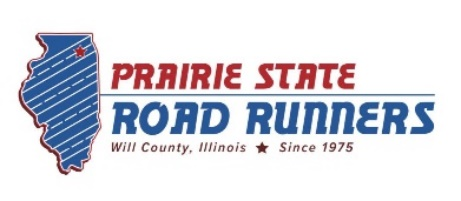 PRAIRIE STATE
ROAD RUNNERS
Will County, Illinois ★ Since 1975